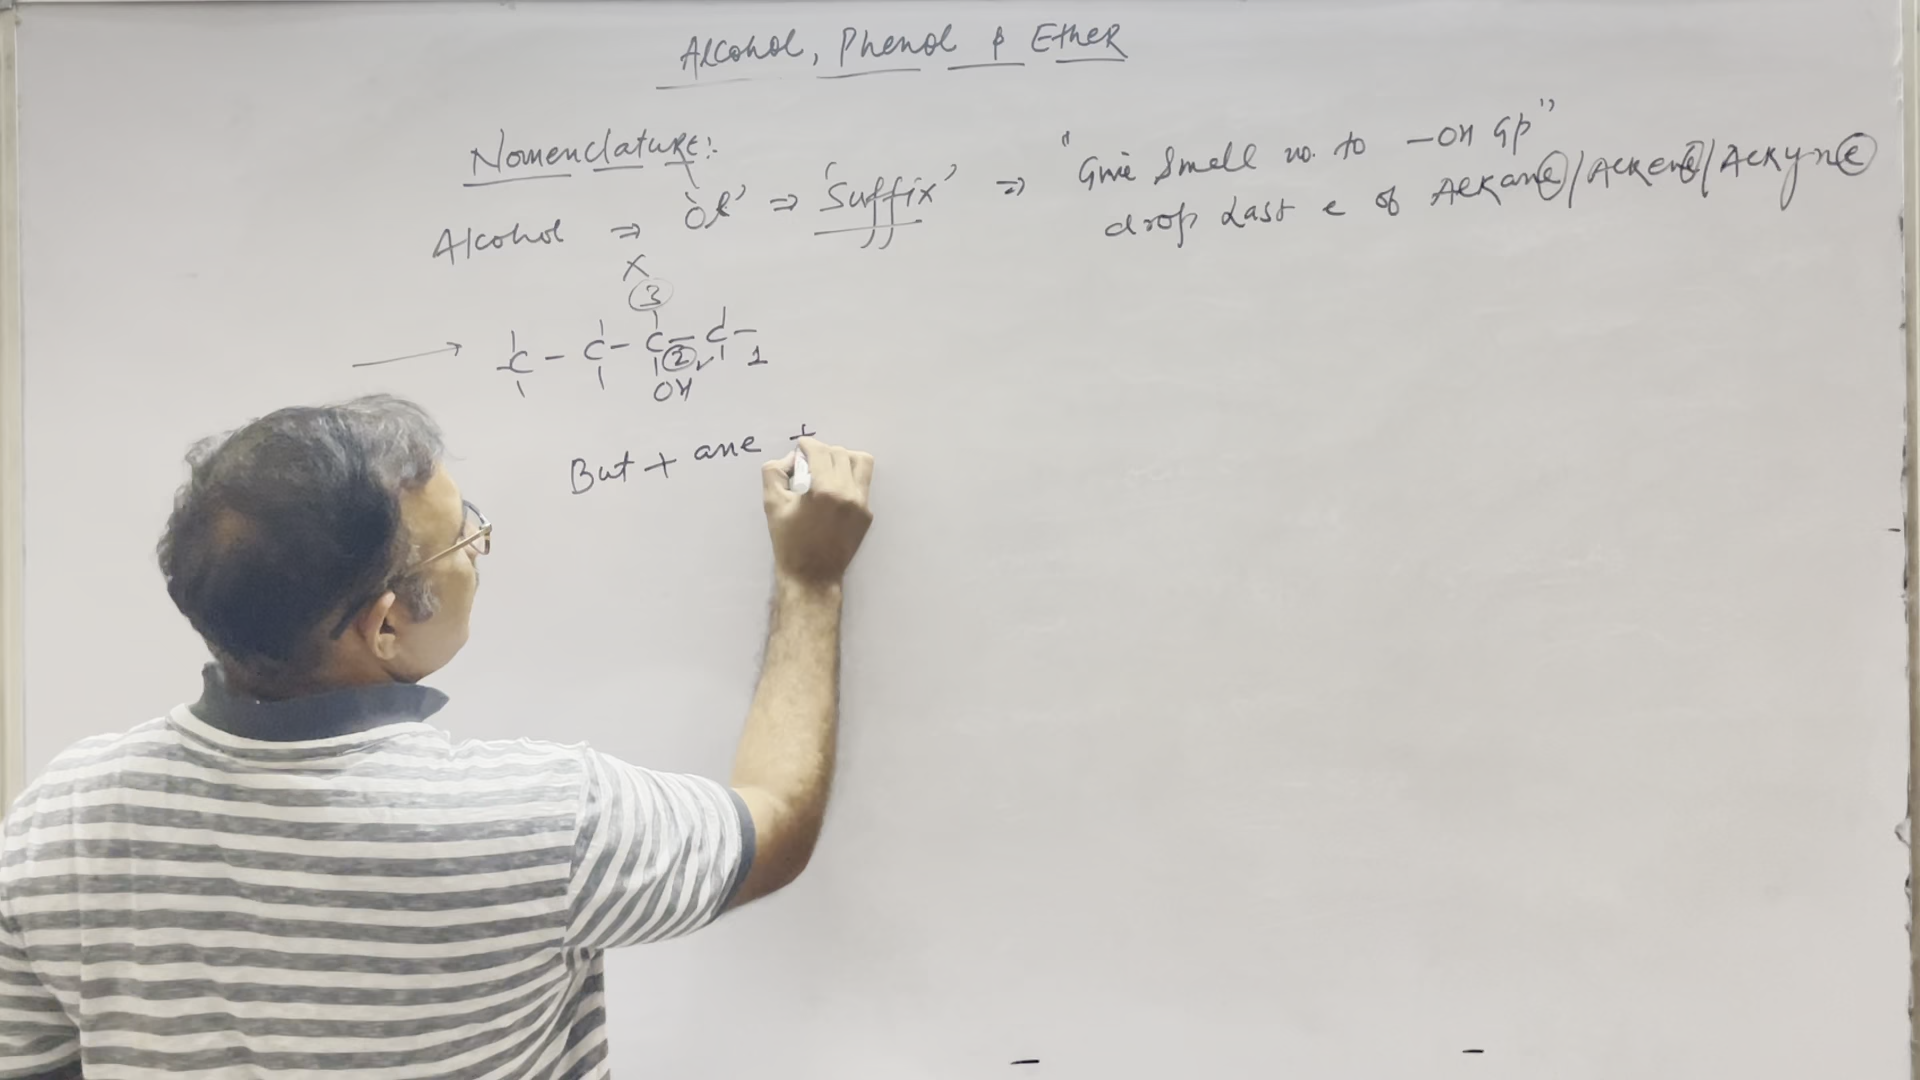 Alcohol, Phenol & Ether
Nomenclature:-
Alcohol ⇒ 'ol' ⇒ 'Suffix' ⇒ "Give Small no. to -OH gp"
drop Last e of Alkane/Alkene/Alkyne
X
3
→ -C-C-C-C-
2 ✓ 1
OH
But + ane +